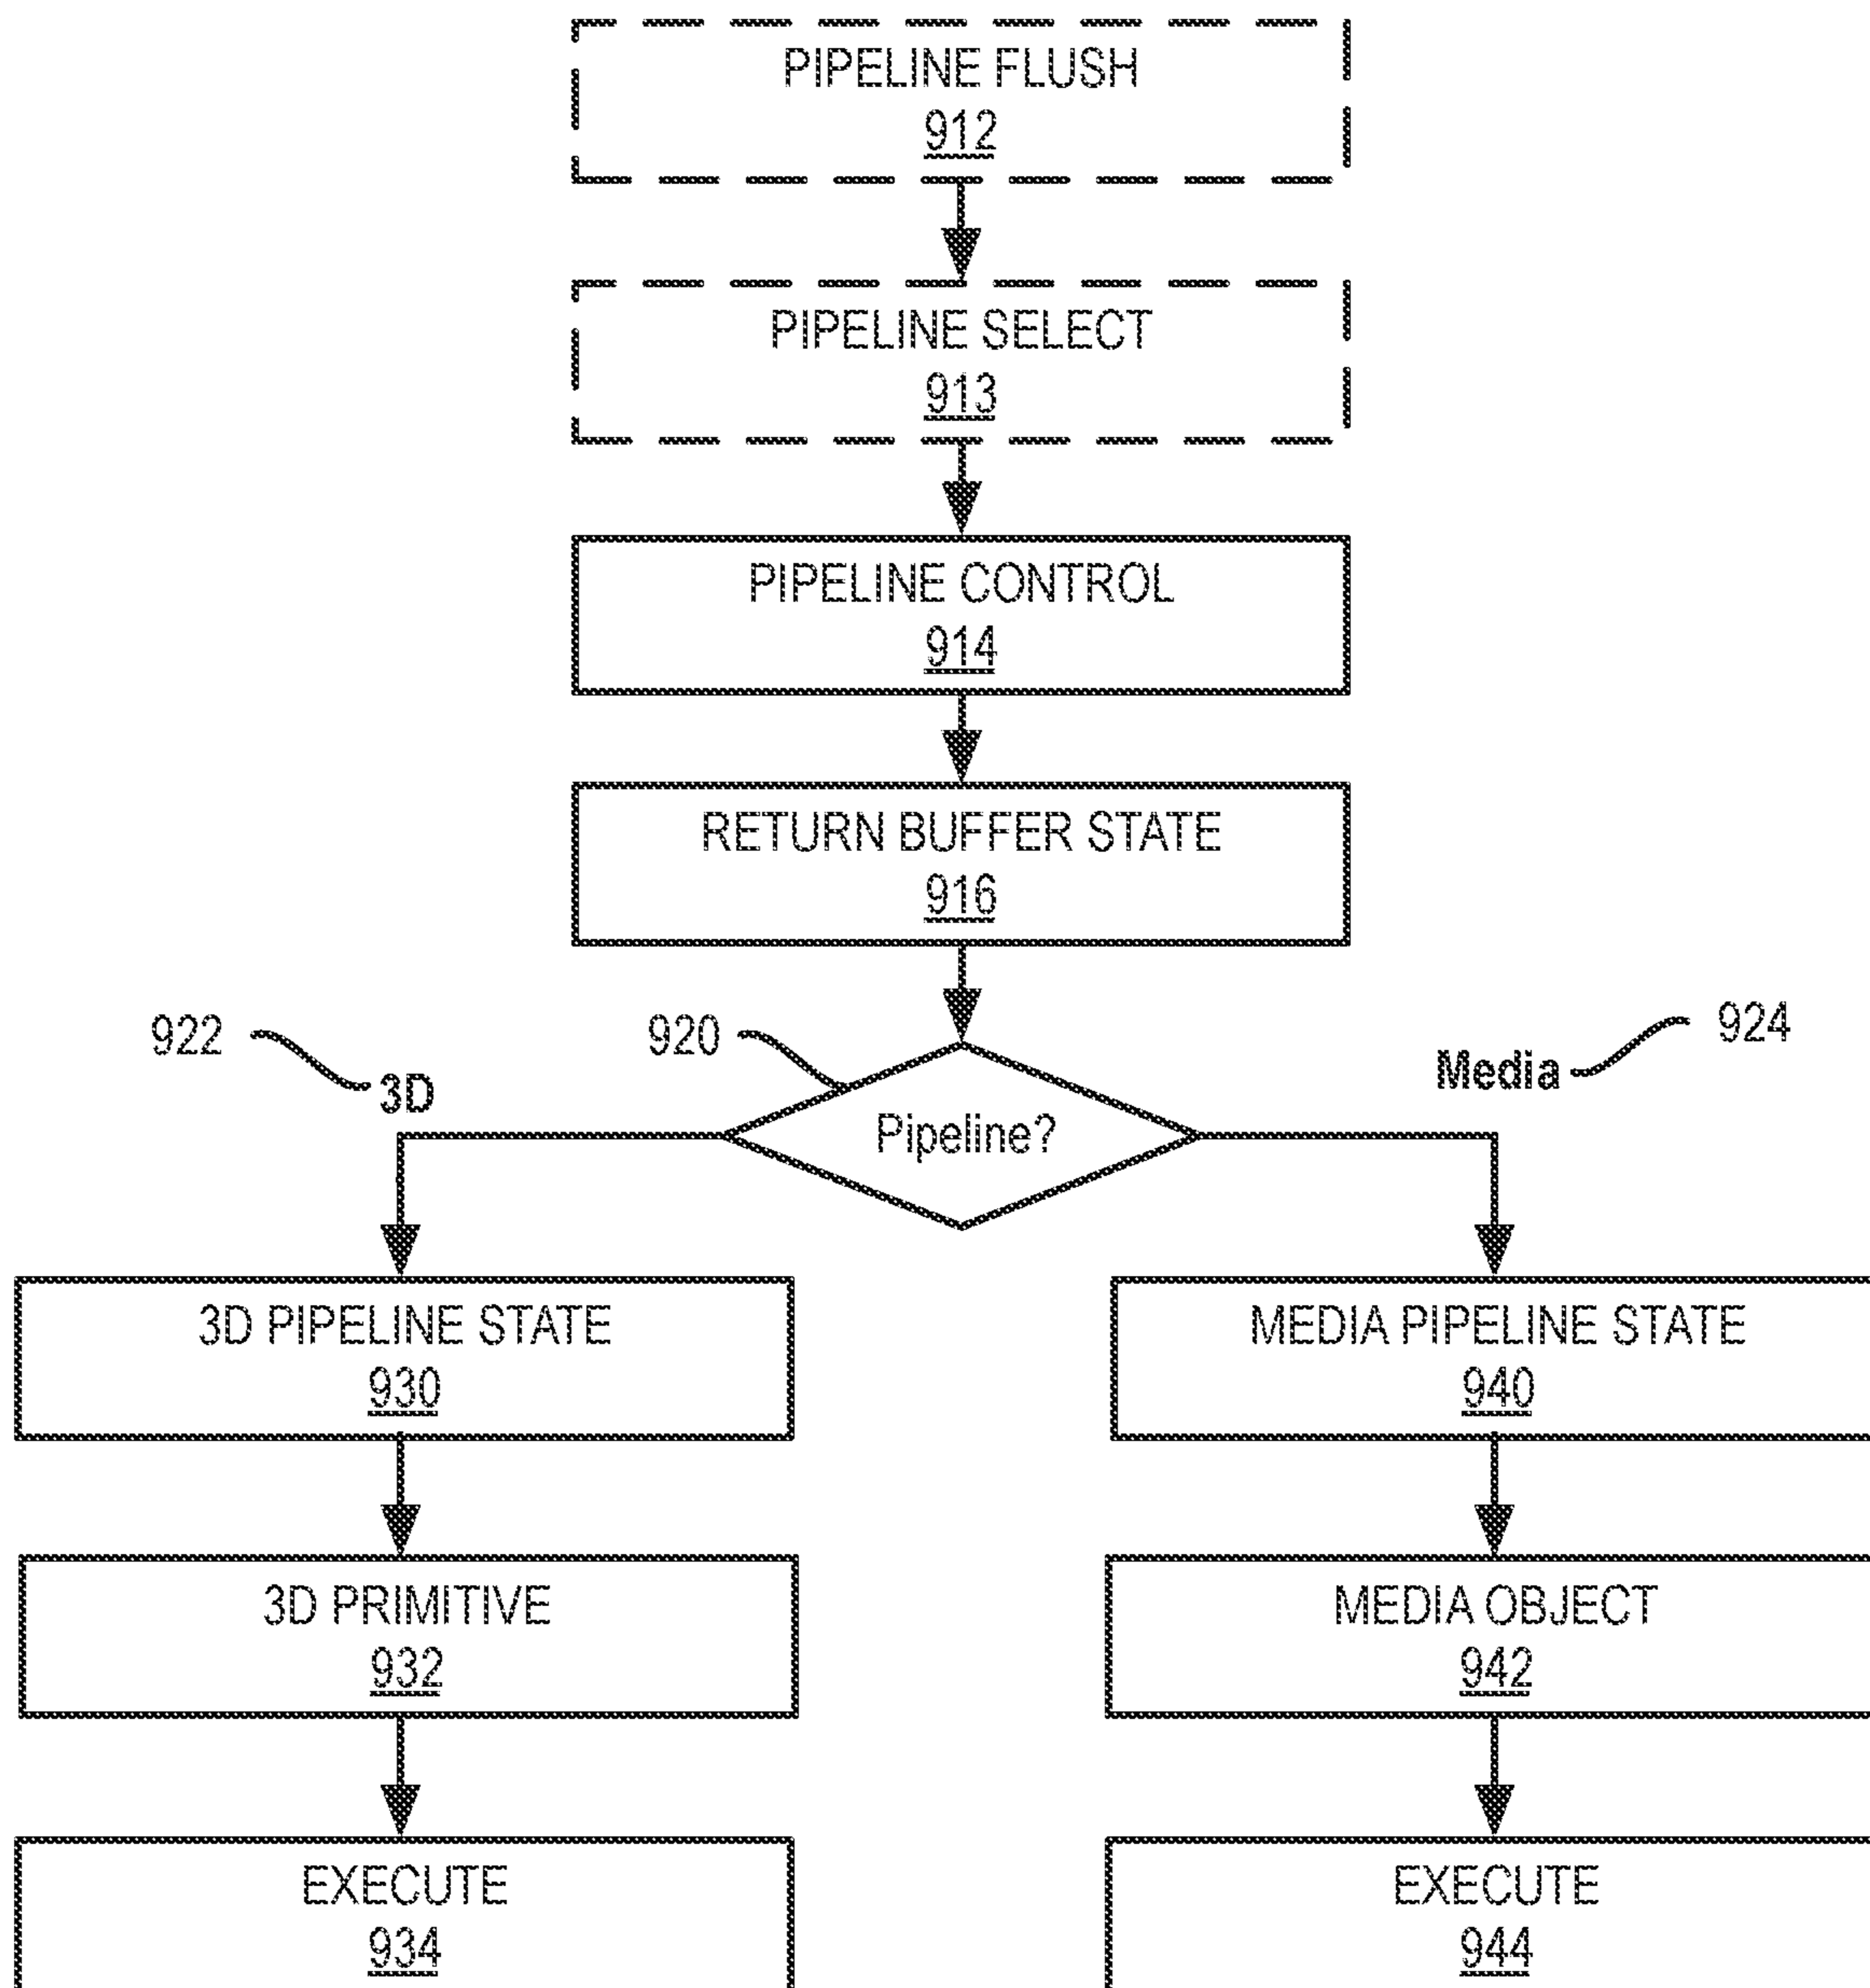 PIPELINE FLUSH
912
PIPELINE SELECT
913
PIPELINE CONTROL
914
RETURN BUFFER STATE
916
922
920
924
3D
Media
Pipeline?
3D PIPELINE STATE
930
MEDIA PIPELINE STATE
940
3D PRIMITIVE
932
MEDIA OBJECT
942
EXECUTE
934
EXECUTE
944